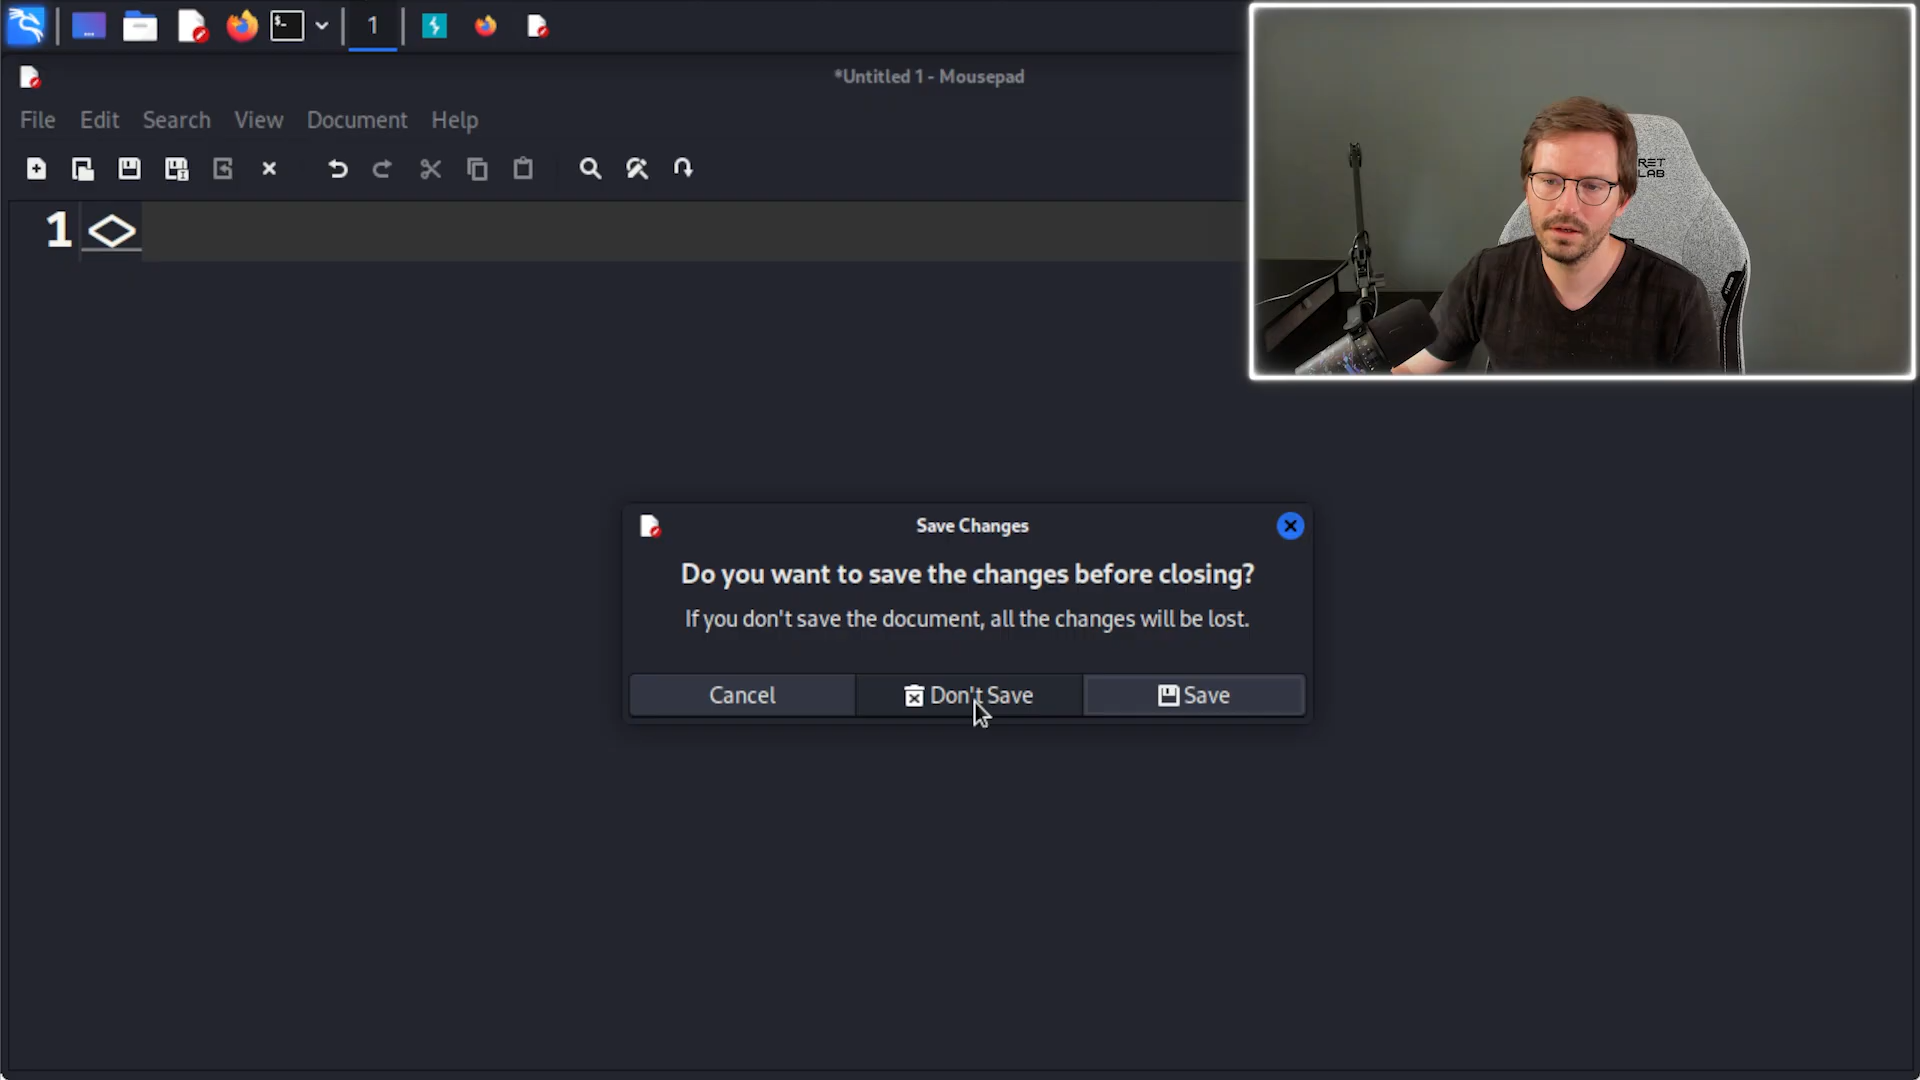 1
*Untitled 1 - Mousepad
File Edit Search View Document Help
1 <>
RET
LAB
Save Changes
Do you want to save the changes before closing?
If you don't save the document, all the changes will be lost.
Cancel Don't Save Save